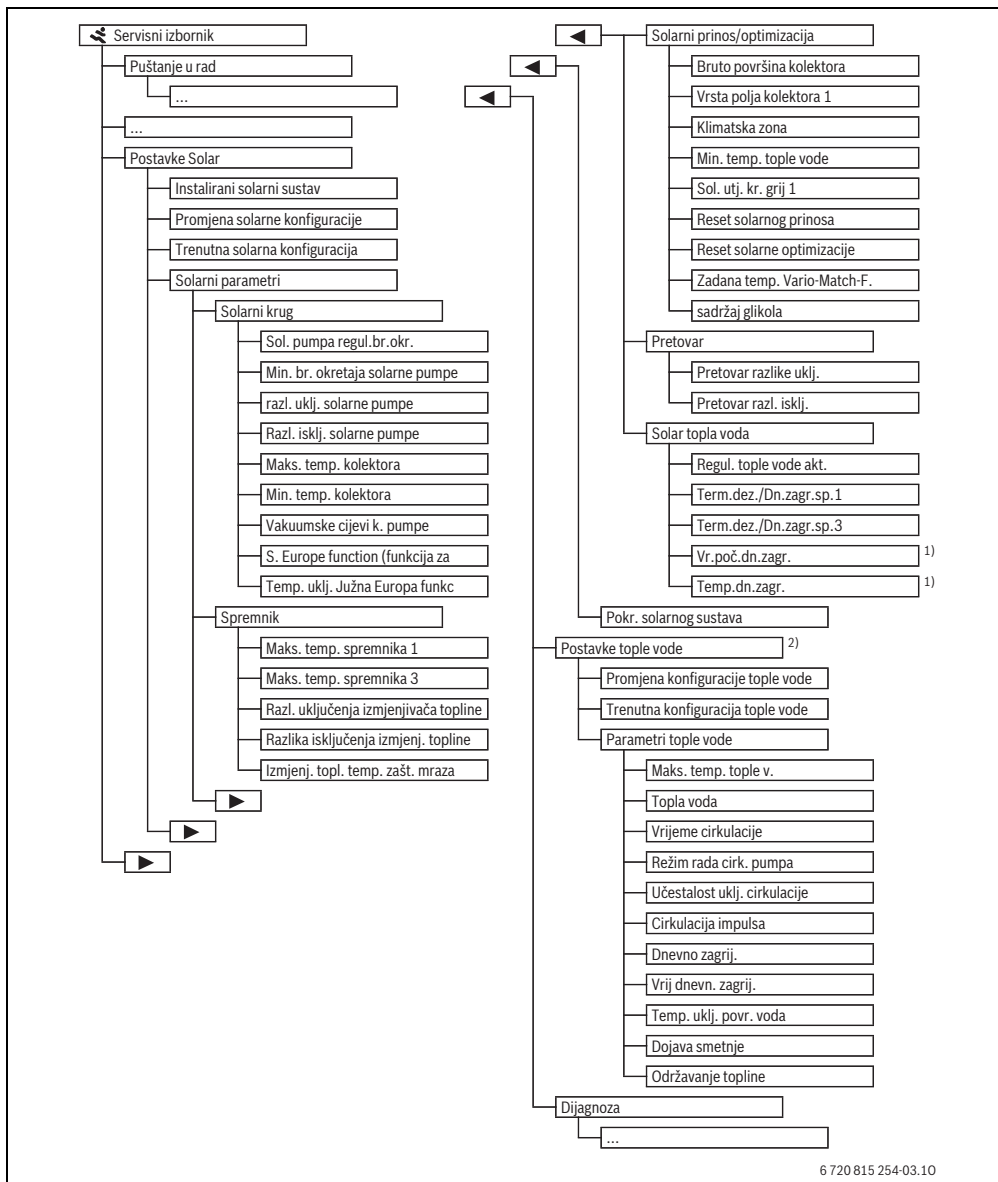 Servisni izbornik
Puštanje u rad
...
...
Postavke Solar
Instalirani solarni sustav
Promjena solarne konfiguracije
Trenutna solarna konfiguracija
Solarni parametri
Solarni krug
Sol. pumpa regul.br.okr.
Min. br. okretaja solarne pumpe
razl. uklj. solarne pumpe
Razl. isklj. solarne pumpe
Maks. temp. kolektora
Min. temp. kolektora
Vakuumske cijevi k. pumpe
S. Europe function (funkcija za
Temp. uklj. Južna Europa funkc
Spremnik
Maks. temp. spremnika 1
Maks. temp. spremnika 3
Razl. uključenja izmjenjivača topline
Razlika isključenja izmjenj. topline
Izmjenj. topl. temp. zašt. mraza
Solarni prinos/optimizacija
Bruto površina kolektora
Vrsta polja kolektora 1
Klimatska zona
Min. temp. tople vode
Sol. utj. kr. grij 1
Reset solarnog prinosa
Reset solarne optimizacije
Zadana temp. Vario-Match-F.
sadržaj glikola
Pretovar
Pretovar razlike uklj.
Pretovar razl. isklj.
Solar topla voda
Regul. tople vode akt.
Term.dez./Dn.zagr.sp.1
Term.dez./Dn.zagr.sp.3
Vr.poč.dn.zagr. 1)
Temp.dn.zagr. 1)
Pokr. solarnog sustava
Postavke tople vode 2)
Promjena konfiguracije tople vode
Trenutna konfiguracija tople vode
Parametri tople vode
Maks. temp. tople v.
Topla voda
Vrijeme cirkulacije
Režim rada cirk. pumpa
Učestalost uklj. cirkulacije
Cirkulacija impulsa
Dnevno zagrij.
Vrij dnevn. zagrij.
Temp. uklj. povr. voda
Dojava smetnje
Održavanje topline
Dijagnoza
...
6 720 815 254-03.1O